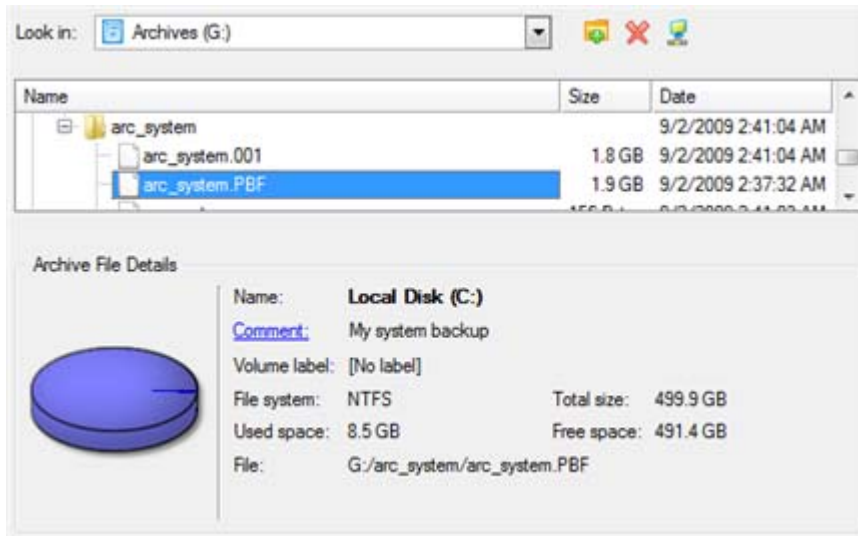 Look in: Archives (G:)
Name Size Date
arc_system 9/2/2009 2:41:04 AM
arc_system.001 1.8 GB 9/2/2009 2:41:04 AM
arc_system.PBF 1.9 GB 9/2/2009 2:37:32 AM
Archive File Details
Name: Local Disk (C:)
Comment: My system backup
Volume label: [No label]
File system: NTFS Total size: 499.9 GB
Used space: 8.5 GB Free space: 491.4 GB
File: G:/arc_system/arc_system.PBF